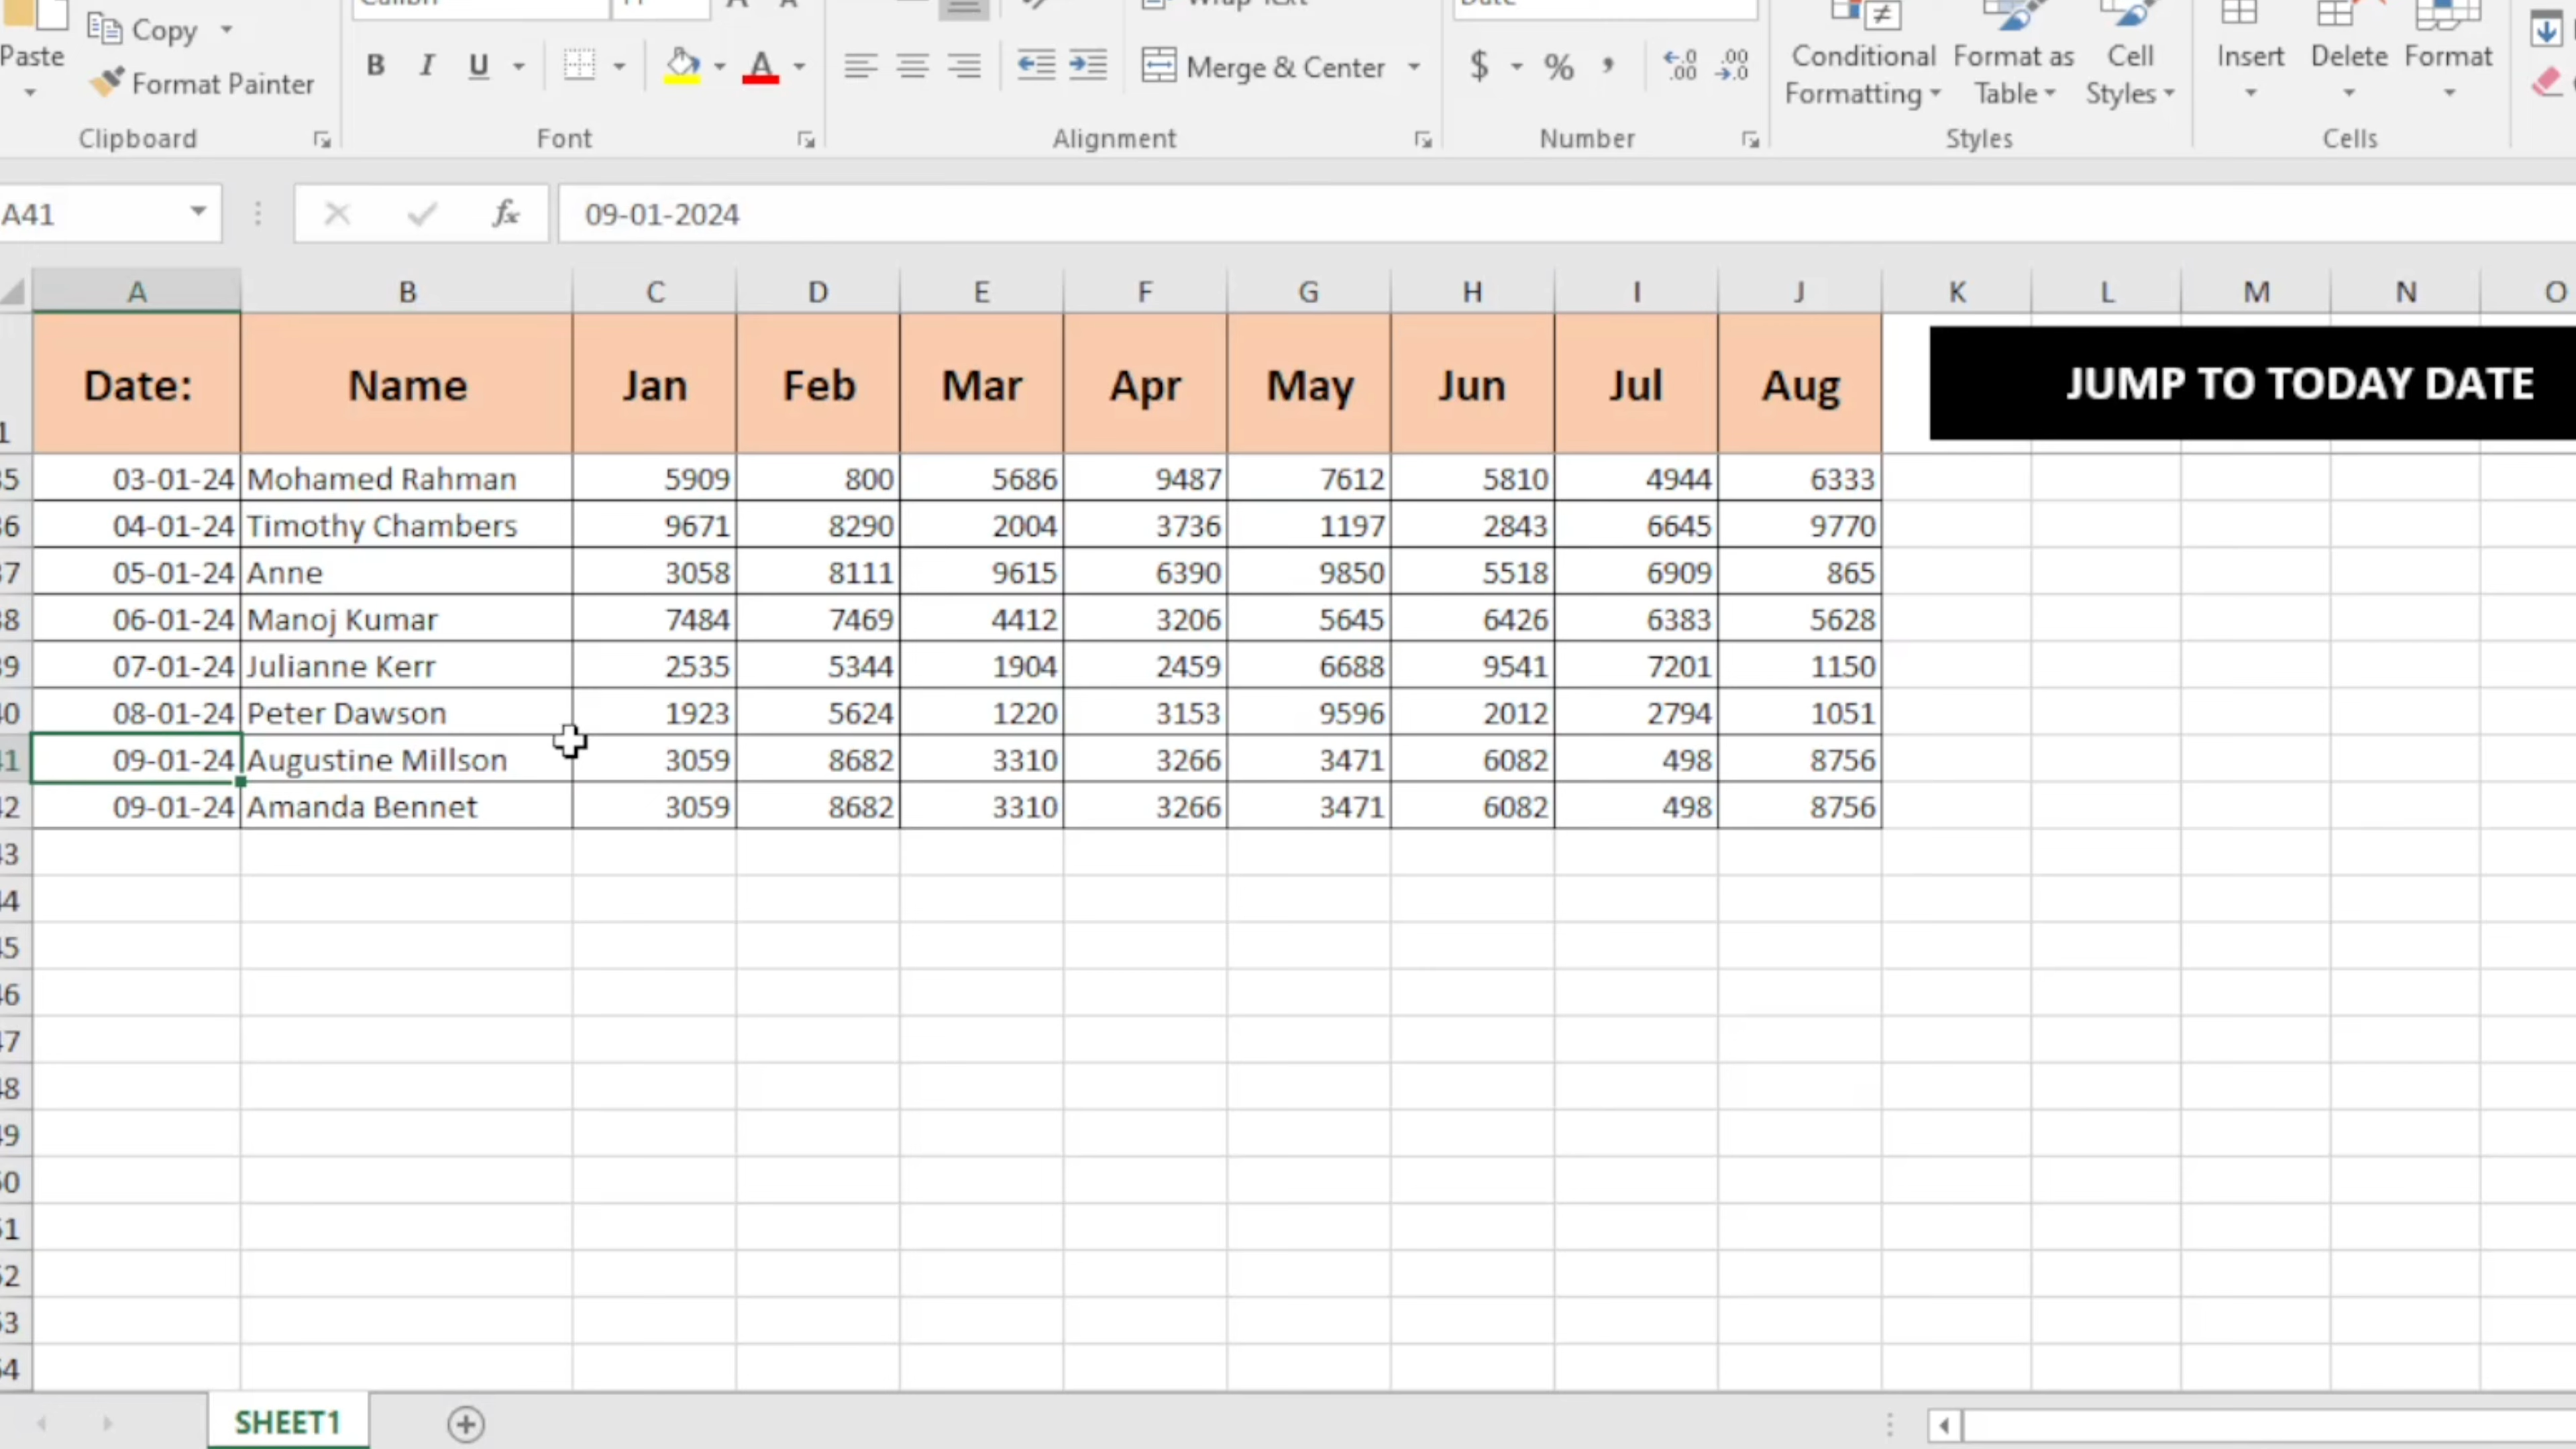 Copy
Paste
Format Painter
B I U
A
Merge & Center
$ % ,
Conditional Formatting
Format as Table
Cell Styles
Insert Delete Format
Clipboard Font Alignment Number Styles Cells
A41 fx 09-01-2024
A B C D E F G H I J K L M N O
Date: Name Jan Feb Mar Apr May Jun Jul Aug
JUMP TO TODAY DATE
1
03-01-24 Mohamed Rahman 5909 800 5686 9487 7612 5810 4944 6333
04-01-24 Timothy Chambers 9671 8290 2004 3736 1197 2843 6645 9770
05-01-24 Anne 3058 8111 9615 6390 9850 5518 6909 865
06-01-24 Manoj Kumar 7484 7469 4412 3206 5645 6426 6383 5628
07-01-24 Julianne Kerr 2535 5344 1904 2459 6688 9541 7201 1150
08-01-24 Peter Dawson 1923 5624 1220 3153 9596 2012 2794 1051
09-01-24 Augustine Millson 3059 8682 3310 3266 3471 6082 498 8756
09-01-24 Amanda Bennet 3059 8682 3310 3266 3471 6082 498 8756
SHEET1